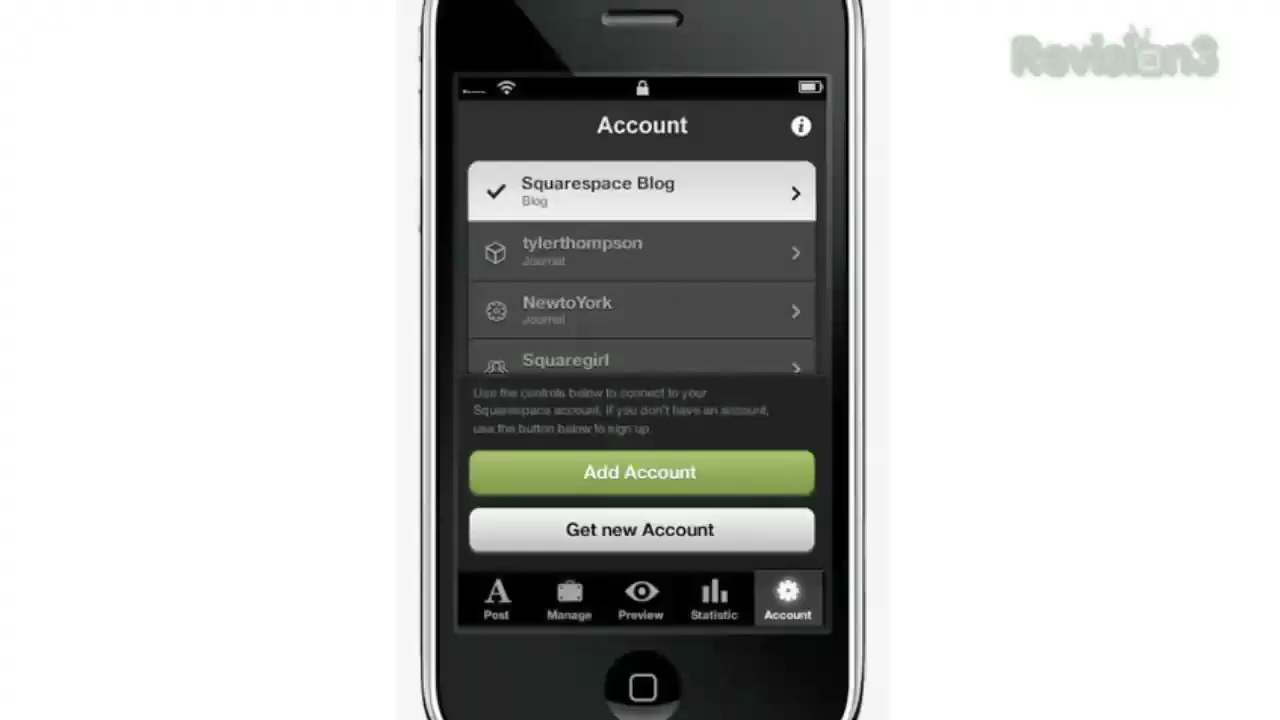 Revision3
Account
Squarespace Blog
Blog
tylerthompson
Journal
NewtoYork
Journal
Squaregirl
Use the controls below to connect to your
Squarespace account. If you don't have an account,
use the button below to sign up.
Add Account
Get new Account
Post Manage Preview Statistic Account